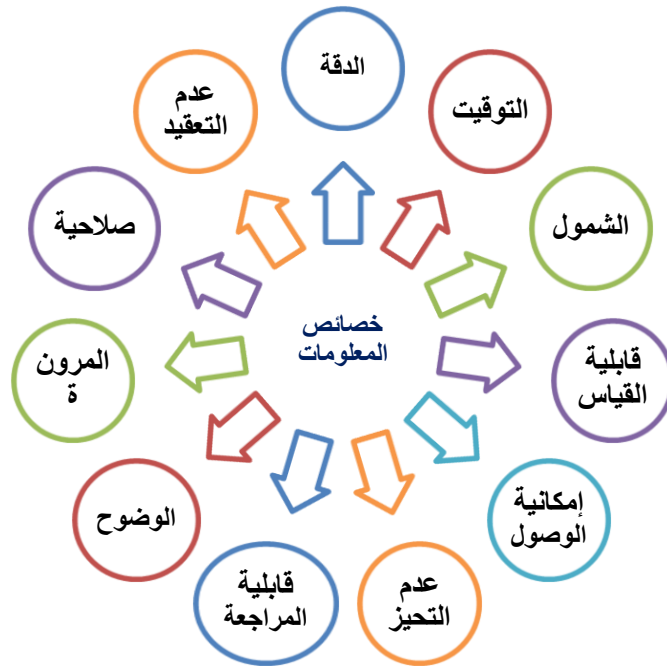 خصائص
المعلومات
الدقة
التوقيت
الشمول
قابلية
القياس
إمكانية
الوصول
عدم
التحيز
قابلية
المراجعة
الوضوح
المرون
ة
صلاحية
عدم
التعقيد